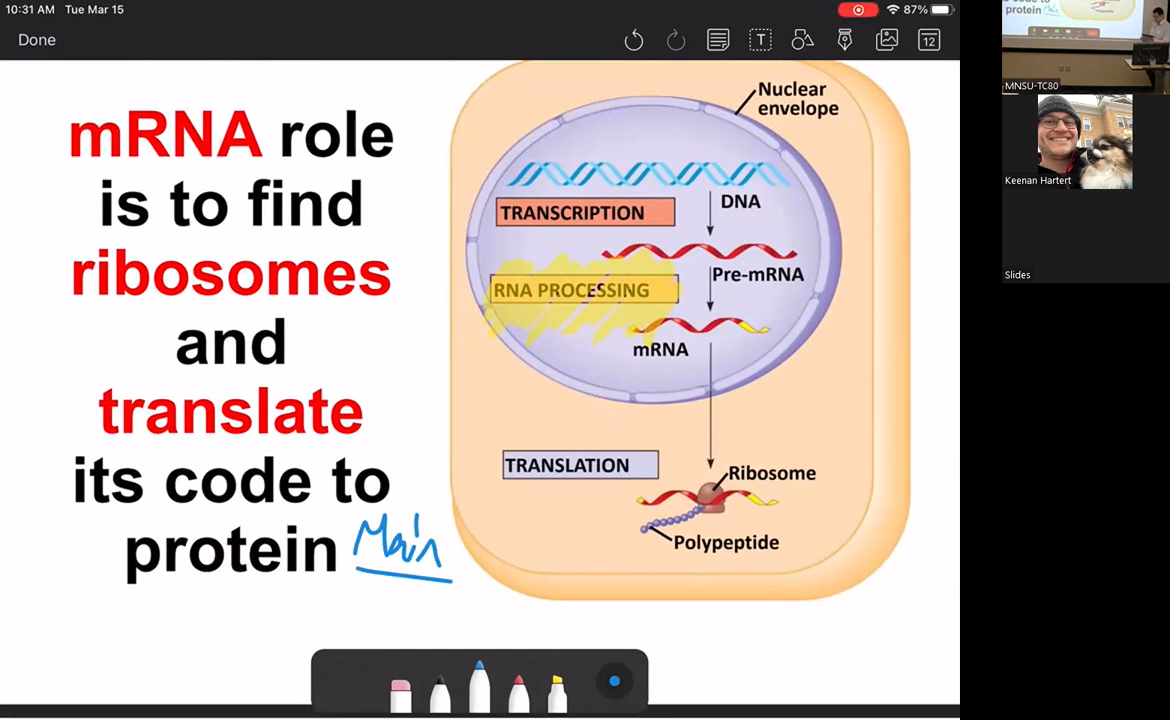 10:31 AM Tue Mar 15
87%
Done
T
12
mRNA role
is to find
ribosomes
and
translate
its code to
protein Main
Nuclear
envelope
DNA
TRANSCRIPTION
Pre-mRNA
RNA PROCESSING
mRNA
TRANSLATION
Ribosome
Polypeptide
protein Main
MNSU-TC80
Keenan Hartert
Slides